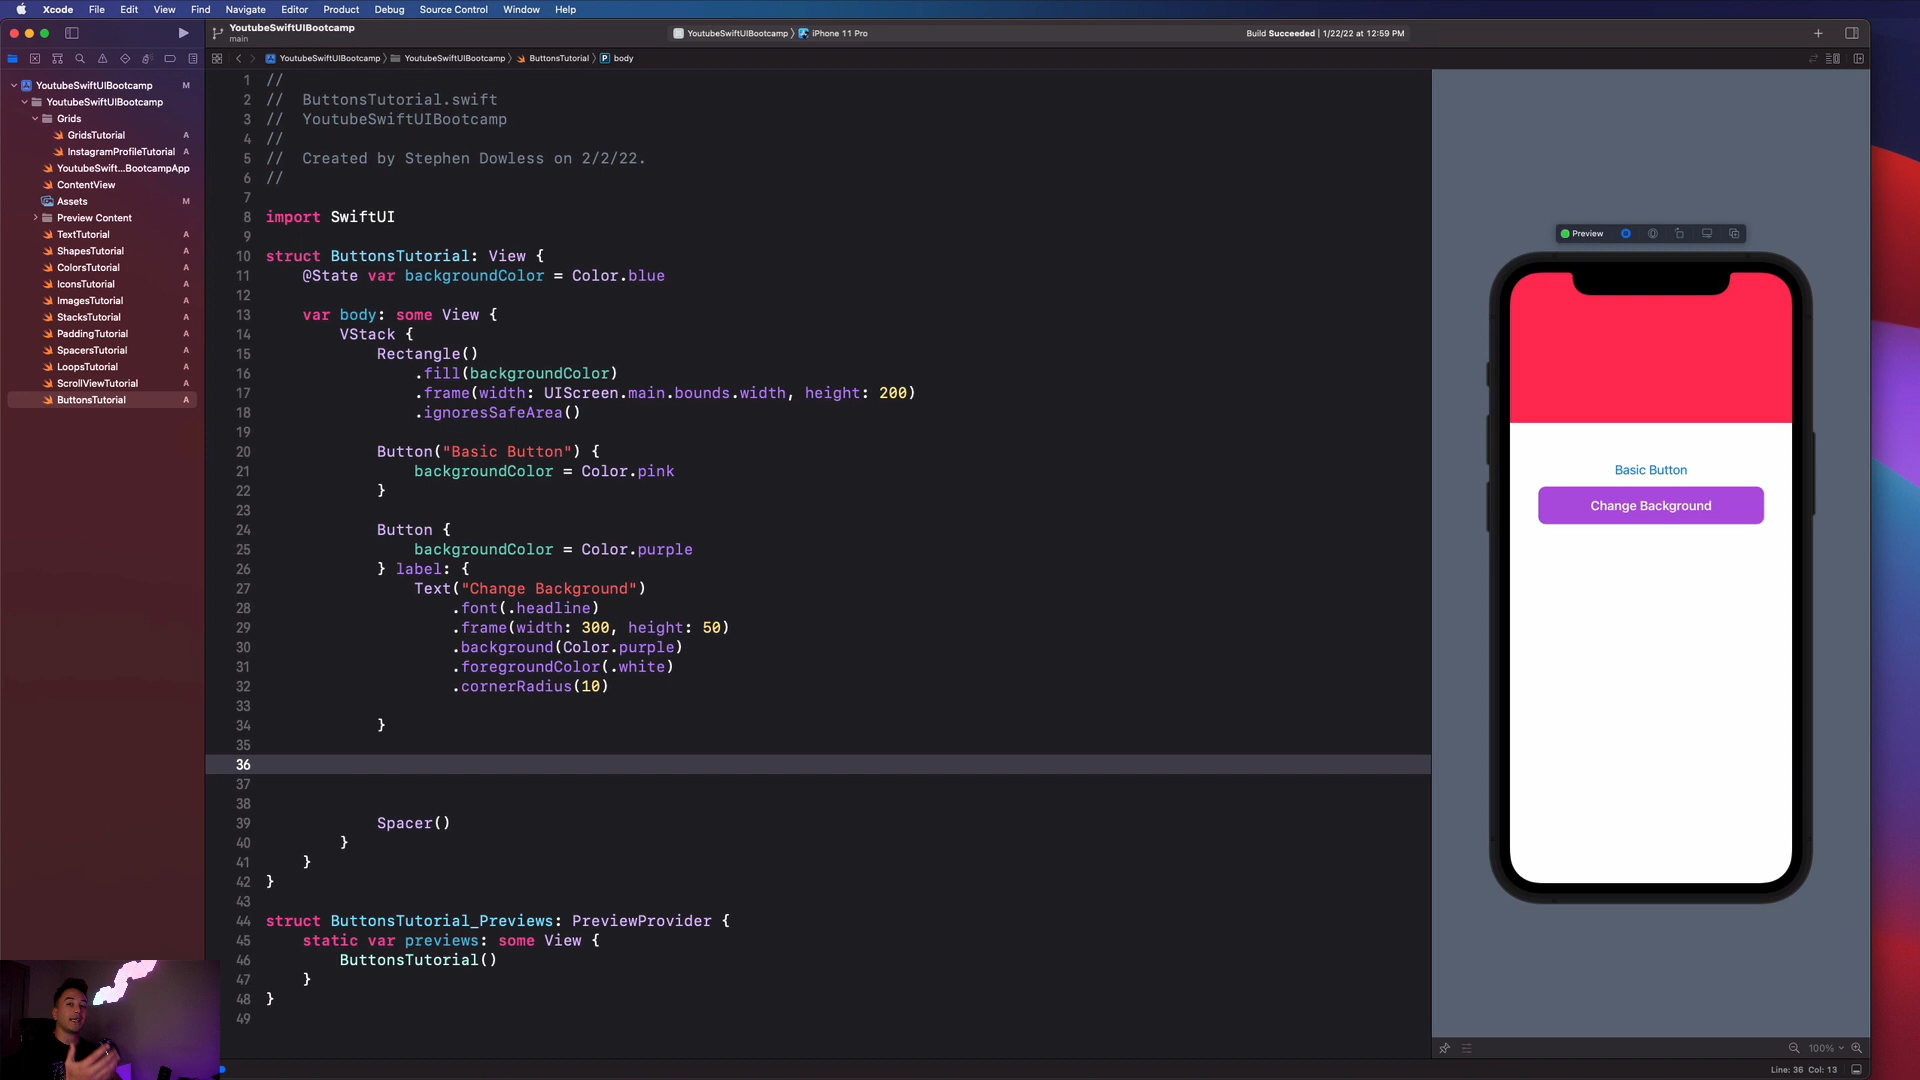 Xcode File Edit View Find Navigate Editor Product Debug Source Control Window Help
YoutubeSwiftUIBootcamp
main
YoutubeSwiftUIBootcamp 〉 iPhone 11 Pro
Build Succeeded | 1/22/22 at 12:59 PM
YoutubeSwiftUIBootcamp 〉 YoutubeSwiftUIBootcamp 〉 ButtonsTutorial 〉 P body
YoutubeSwiftUIBootcamp M
YoutubeSwiftUIBootcamp
Grids
GridsTutorial A
InstagramProfileTutorial A
YoutubeSwift...BootcampApp
ContentView
Assets M
Preview Content
TextTutorial A
ShapesTutorial A
ColorsTutorial A
IconsTutorial A
ImagesTutorial A
StacksTutorial A
PaddingTutorial A
SpacersTutorial A
LoopsTutorial A
ScrollViewTutorial A
ButtonsTutorial A
1 //
2 // ButtonsTutorial.swift
3 // YoutubeSwiftUIBootcamp
4 //
5 // Created by Stephen Dowless on 2/2/22.
6 //
7
8 import SwiftUI
9
10 struct ButtonsTutorial: View {
11 @State var backgroundColor = Color.blue
12
13 var body: some View {
14 VStack {
15 Rectangle()
16 .fill(backgroundColor)
17 .frame(width: UIScreen.main.bounds.width, height: 200)
18 .ignoresSafeArea()
19
20 Button("Basic Button") {
21 backgroundColor = Color.pink
22 }
23
24 Button {
25 backgroundColor = Color.purple
26 } label: {
27 Text("Change Background")
28 .font(.headline)
29 .frame(width: 300, height: 50)
30 .background(Color.purple)
31 .foregroundColor(.white)
32 .cornerRadius(10)
33
34 }
35
36
37
38
39 Spacer()
40 }
41 }
42 }
43
44 struct ButtonsTutorial_Previews: PreviewProvider {
45 static var previews: some View {
46 ButtonsTutorial()
47 }
48 }
49
Preview
Basic Button
Change Background
100%
Line: 36 Col: 13